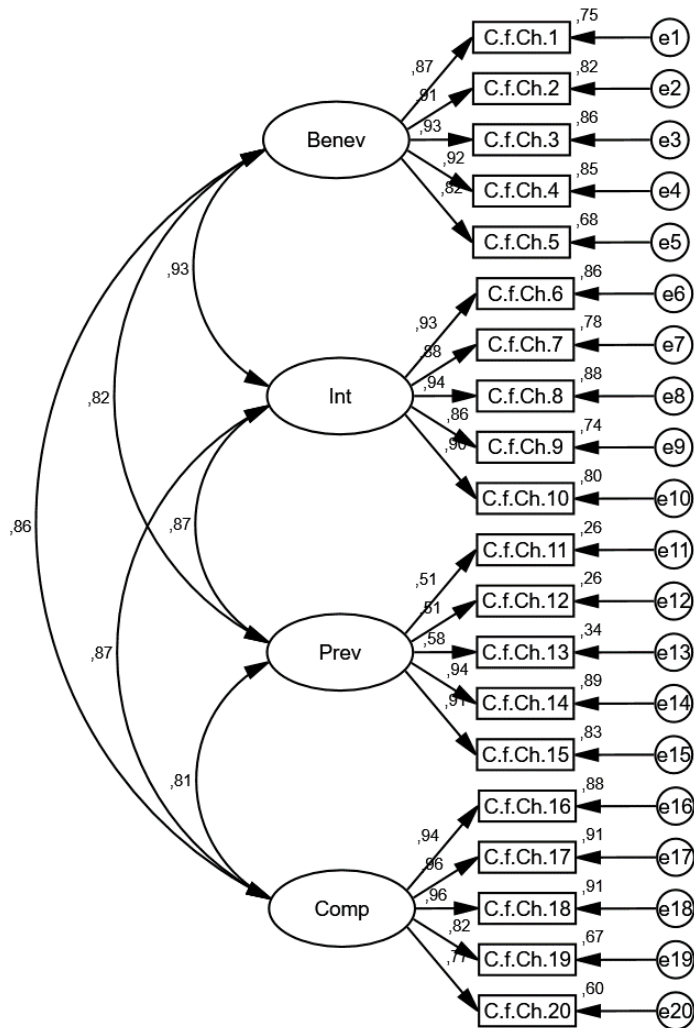 ,75
C.f.Ch.1
e1
,87
,82
C.f.Ch.2
e2
,91
,86
Benev
,93
C.f.Ch.3
e3
,92
,85
C.f.Ch.4
e4
,82
,68
C.f.Ch.5
e5
,93
,86
C.f.Ch.6
e6
,93
,78
C.f.Ch.7
e7
,88
,88
,82
Int
,94
C.f.Ch.8
e8
,86
,74
C.f.Ch.9
e9
,90
,80
C.f.Ch.10
e10
,86
,87
,26
C.f.Ch.11
e11
,51
,26
C.f.Ch.12
e12
,51
,87
Prev
,58
,34
C.f.Ch.13
e13
,94
,89
C.f.Ch.14
e14
,91
,83
C.f.Ch.15
e15
,81
,88
C.f.Ch.16
e16
,94
,91
C.f.Ch.17
e17
,96
,91
Comp
,96
C.f.Ch.18
e18
,82
,67
C.f.Ch.19
e19
,77
,60
C.f.Ch.20
e20